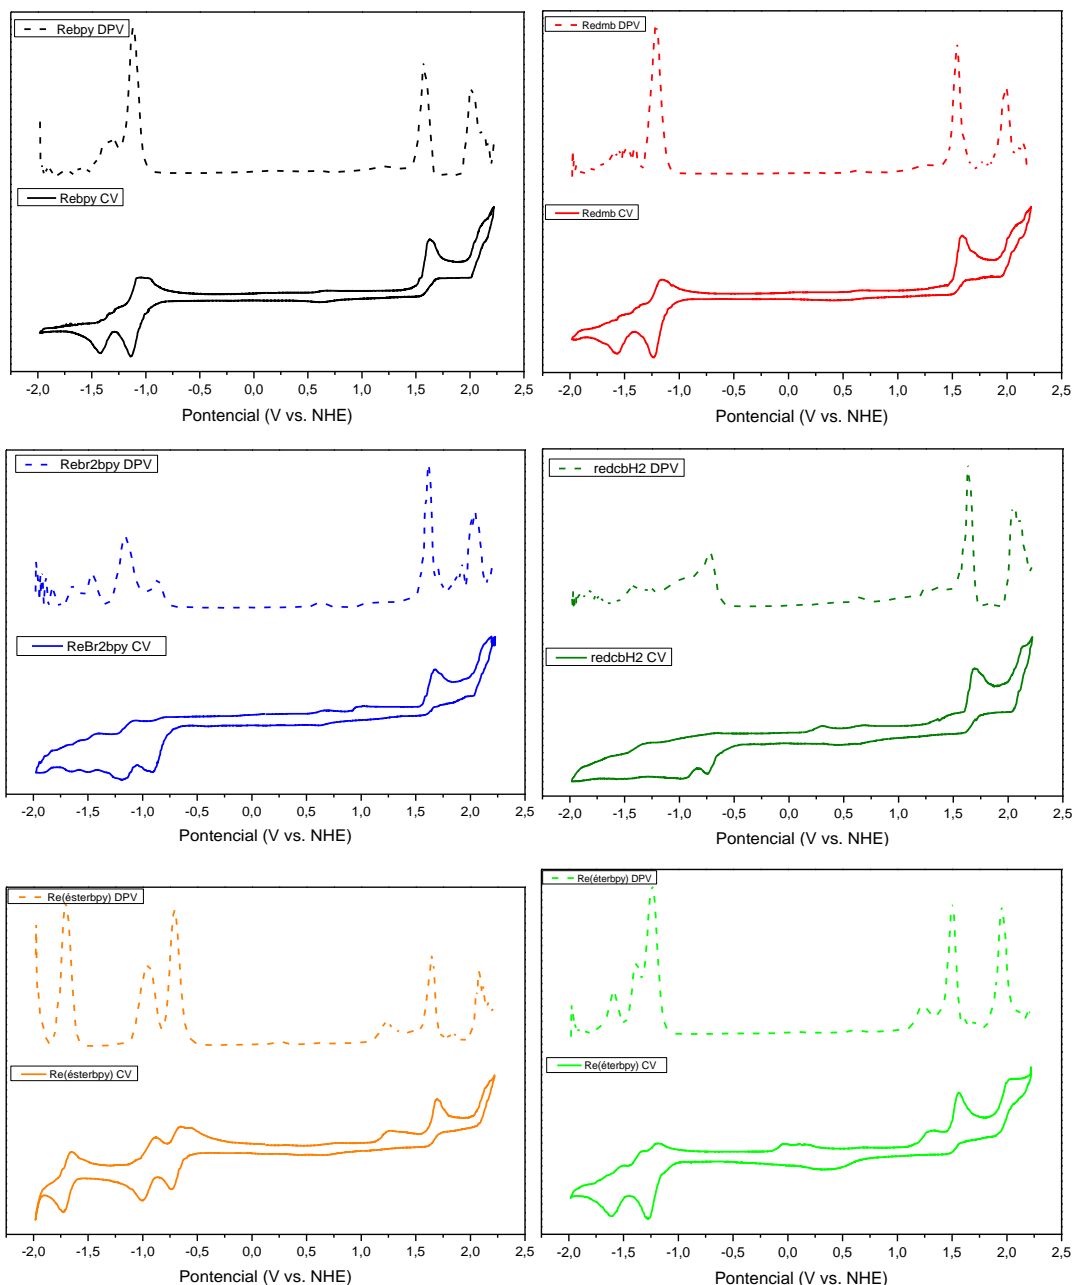 Rebpy DPV
Rebpy CV
-2,0 -1,5 -1,0 -0,5 0,0 0,5 1,0 1,5 2,0 2,5
Pontencial (V vs. NHE)
Redmb DPV
Redmb CV
-2,0 -1,5 -1,0 -0,5 0,0 0,5 1,0 1,5 2,0 2,5
Pontencial (V vs. NHE)
Rebr2bpy DPV
ReBr2bpy CV
-2,0 -1,5 -1,0 -0,5 0,0 0,5 1,0 1,5 2,0 2,5
Pontencial (V vs. NHE)
redcbH2 DPV
redcbH2 CV
-2,0 -1,5 -1,0 -0,5 0,0 0,5 1,0 1,5 2,0 2,5
Pontencial (V vs. NHE)
Re(ésterbpy) DPV
Re(ésterbpy) CV
-2,0 -1,5 -1,0 -0,5 0,0 0,5 1,0 1,5 2,0 2,5
Pontencial (V vs. NHE)
Re(éterbpy) DPV
Re(éterbpy) CV
-2,0 -1,5 -1,0 -0,5 0,0 0,5 1,0 1,5 2,0 2,5
Pontencial (V vs. NHE)